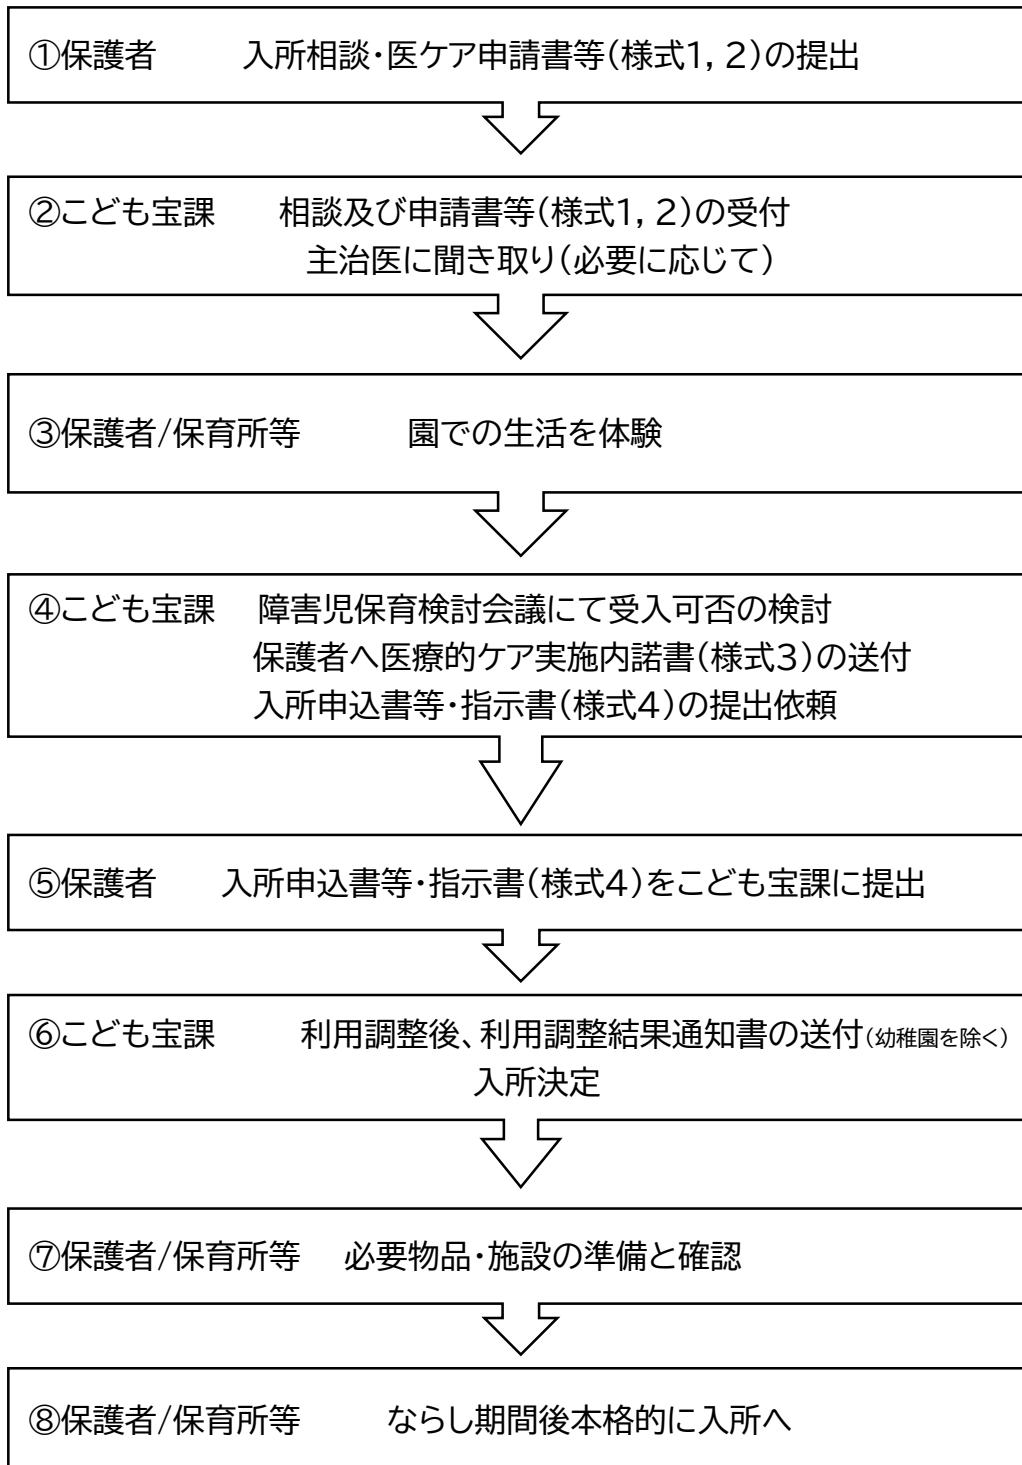 ①保護者　入所相談・医ケア申請書等(様式1，2)の提出
②こども宝課　相談及び申請書等(様式1，2)の受付
主治医に聞き取り(必要に応じて)
③保護者/保育所等　園での生活を体験
④こども宝課　障害児保育検討会議にて受入可否の検討
保護者へ医療的ケア実施内諾書(様式3)の送付
入所申込書等・指示書(様式4)の提出依頼
⑤保護者　入所申込書等・指示書(様式4)をこども宝課に提出
⑥こども宝課　利用調整後、利用調整結果通知書の送付(幼稚園を除く)
入所決定
⑦保護者/保育所等　必要物品・施設の準備と確認
⑧保護者/保育所等　ならし期間後本格的に入所へ